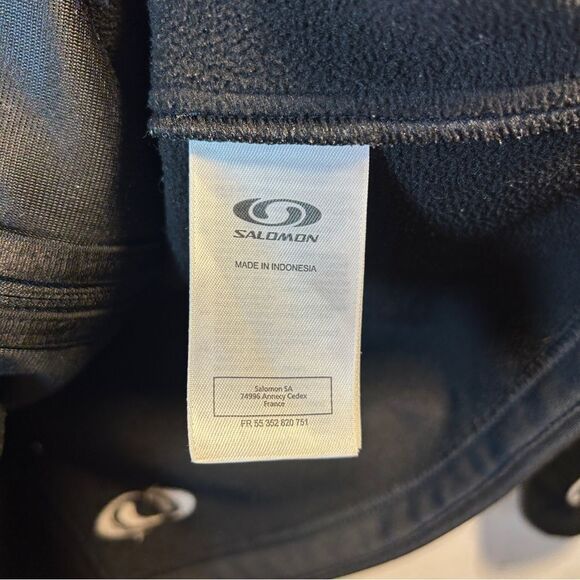 SALOMON
MADE IN INDONESIA
Salomon SA
74996 Annecy Cedex
France
FR 55 352 820 751